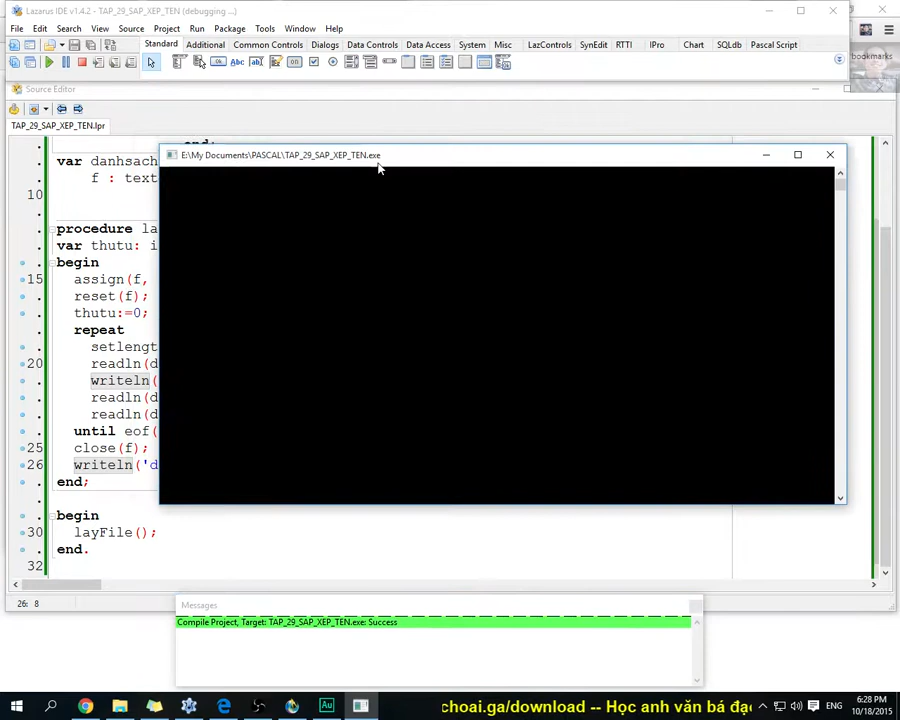 Lazarus IDE v1.4.2 - TAP_29_SAP_XEP_TEN (debugging ...)
File Edit Search View Source Project Run Package Tools Window Help
Standard Additional Common Controls Dialogs Data Controls Data Access System Misc LazControls SynEdit RTTI IPro Chart SQLdb Pascal Script
bookmarks
Source Editor
TAP_29_SAP_XEP_TEN.lpr
end;
var danhsach
f : text
10
procedure la
var thutu: i
begin
15 assign(f,
reset(f);
thutu:=0;
repeat
setlengt
20 readln(d
writeln(
readln(d
readln(d
until eof(
25 close(f);
26 writeln('d
end;
begin
30 layFile();
end.
32
E:\My Documents\PASCAL\TAP_29_SAP_XEP_TEN.exe
26: 8
Messages
Compile Project, Target: TAP_29_SAP_XEP_TEN.exe: Success
choai.ga/download -- Học anh văn bá đạ
ENG
6:28 PM
10/18/2015